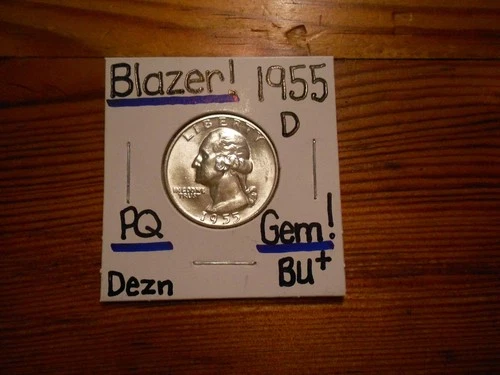 Blazer! 1955
D
LIBERTY
IN GOD WE
TRUST
1955
PQ
Gem!
Dezn
BU+